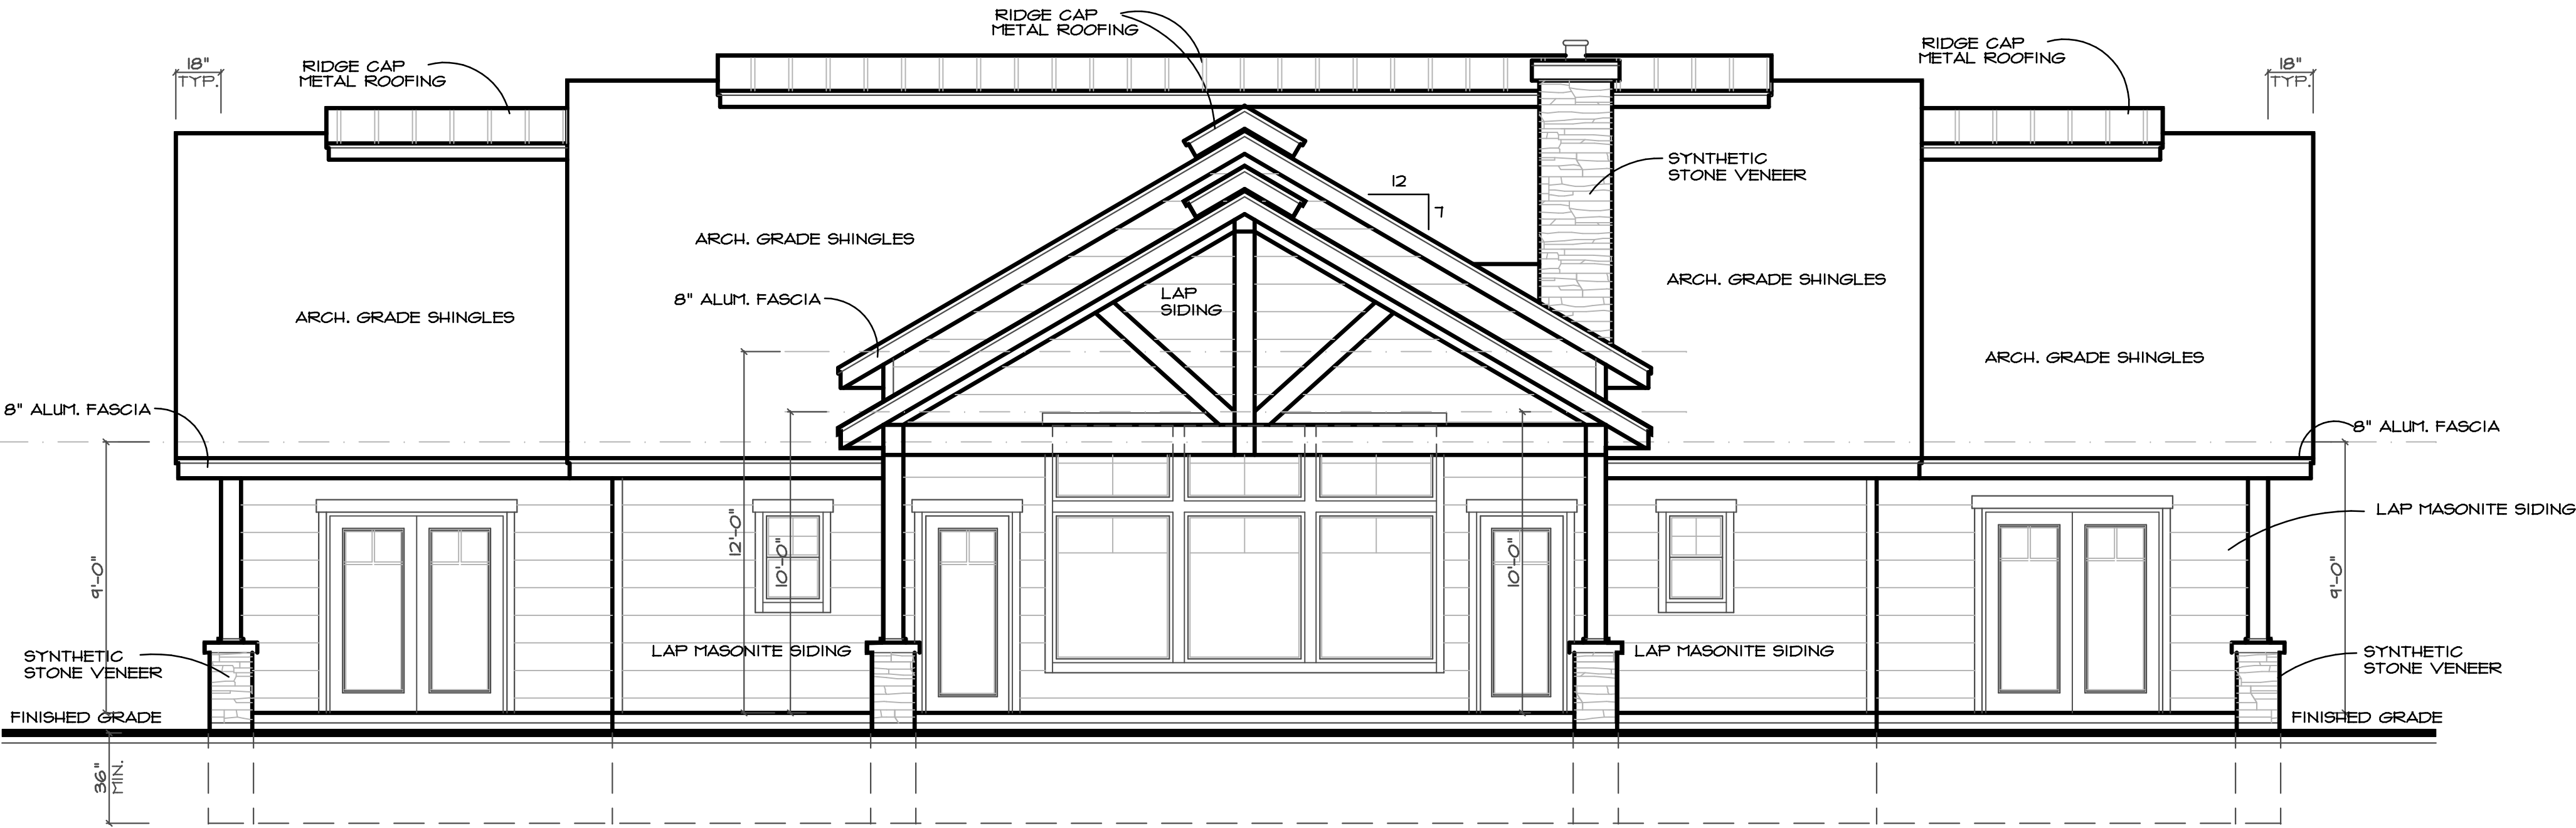 RIDGE CAP
METAL ROOFING
RIDGE CAP
METAL ROOFING
18"
TYP.
RIDGE CAP
METAL ROOFING
18"
TYP.
SYNTHETIC
STONE VENEER
12
7
ARCH. GRADE SHINGLES
ARCH. GRADE SHINGLES
8" ALUM. FASCIA
LAP
SIDING
ARCH. GRADE SHINGLES
ARCH. GRADE SHINGLES
8" ALUM. FASCIA
8" ALUM. FASCIA
LAP MASONITE SIDING
12'-0"
10'-0"
10'-0"
9'-0"
9'-0"
SYNTHETIC
STONE VENEER
LAP MASONITE SIDING
LAP MASONITE SIDING
SYNTHETIC
STONE VENEER
FINISHED GRADE
FINISHED GRADE
36"
MIN.